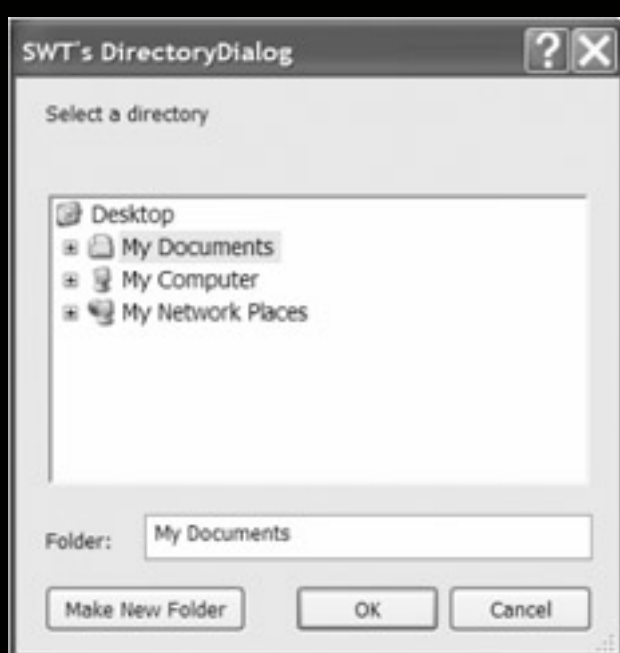 SWT's DirectoryDialog
Select a directory
Desktop
My Documents
My Computer
My Network Places
Folder: My Documents
Make New Folder OK Cancel